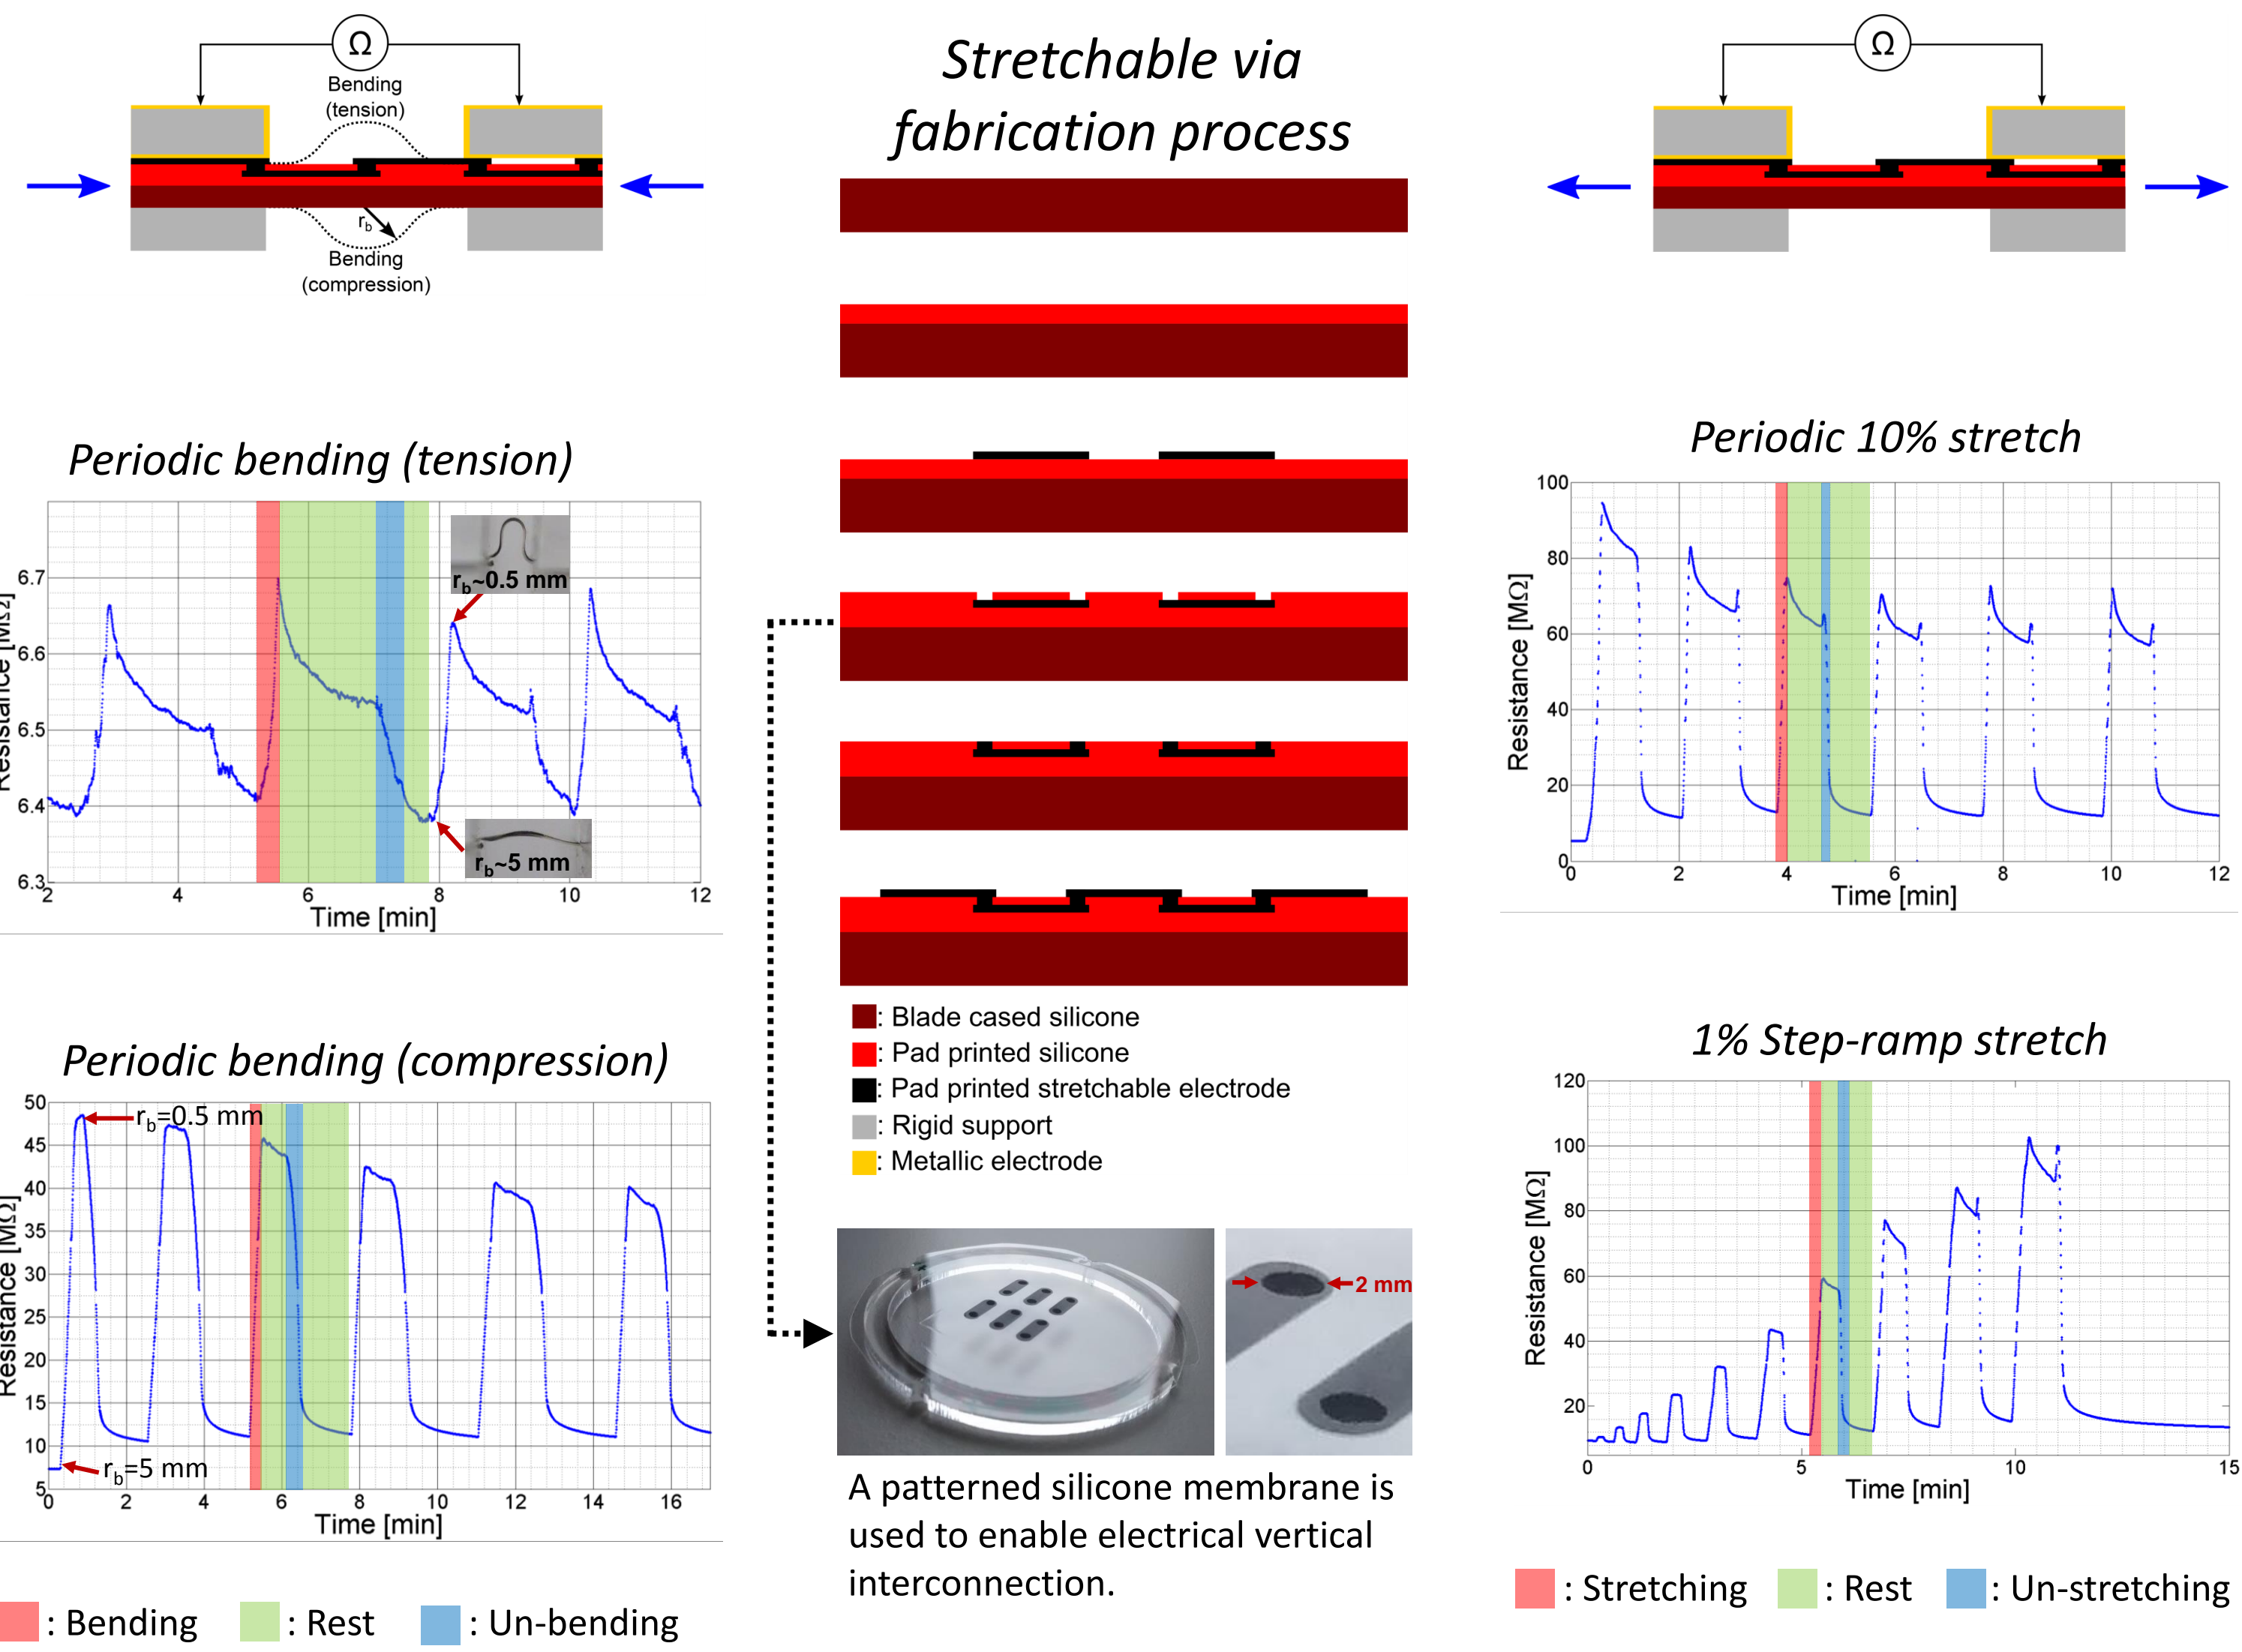 Ω
Bending
(tension)
r_b
Bending
(compression)
Periodic bending (tension)
6.7
6.6
6.5
6.4
6.3
Resistance [MΩ]
r_b~0.5 mm
r_b~5 mm
2
4
6
8
10
12
Time [min]
Periodic bending (compression)
50
45
40
35
30
25
20
15
10
5
Resistance [MΩ]
r_b=0.5 mm
r_b=5 mm
0
2
4
6
8
10
12
14
16
Time [min]
: Bending
: Rest
: Un-bending
Stretchable via
fabrication process
: Blade cased silicone
: Pad printed silicone
: Pad printed stretchable electrode
: Rigid support
: Metallic electrode
2 mm
A patterned silicone membrane is
used to enable electrical vertical
interconnection.
Ω
Periodic 10% stretch
100
80
60
40
20
0
Resistance [MΩ]
0
2
4
6
8
10
12
Time [min]
1% Step-ramp stretch
120
100
80
60
40
20
Resistance [MΩ]
0
5
10
15
Time [min]
: Stretching
: Rest
: Un-stretching